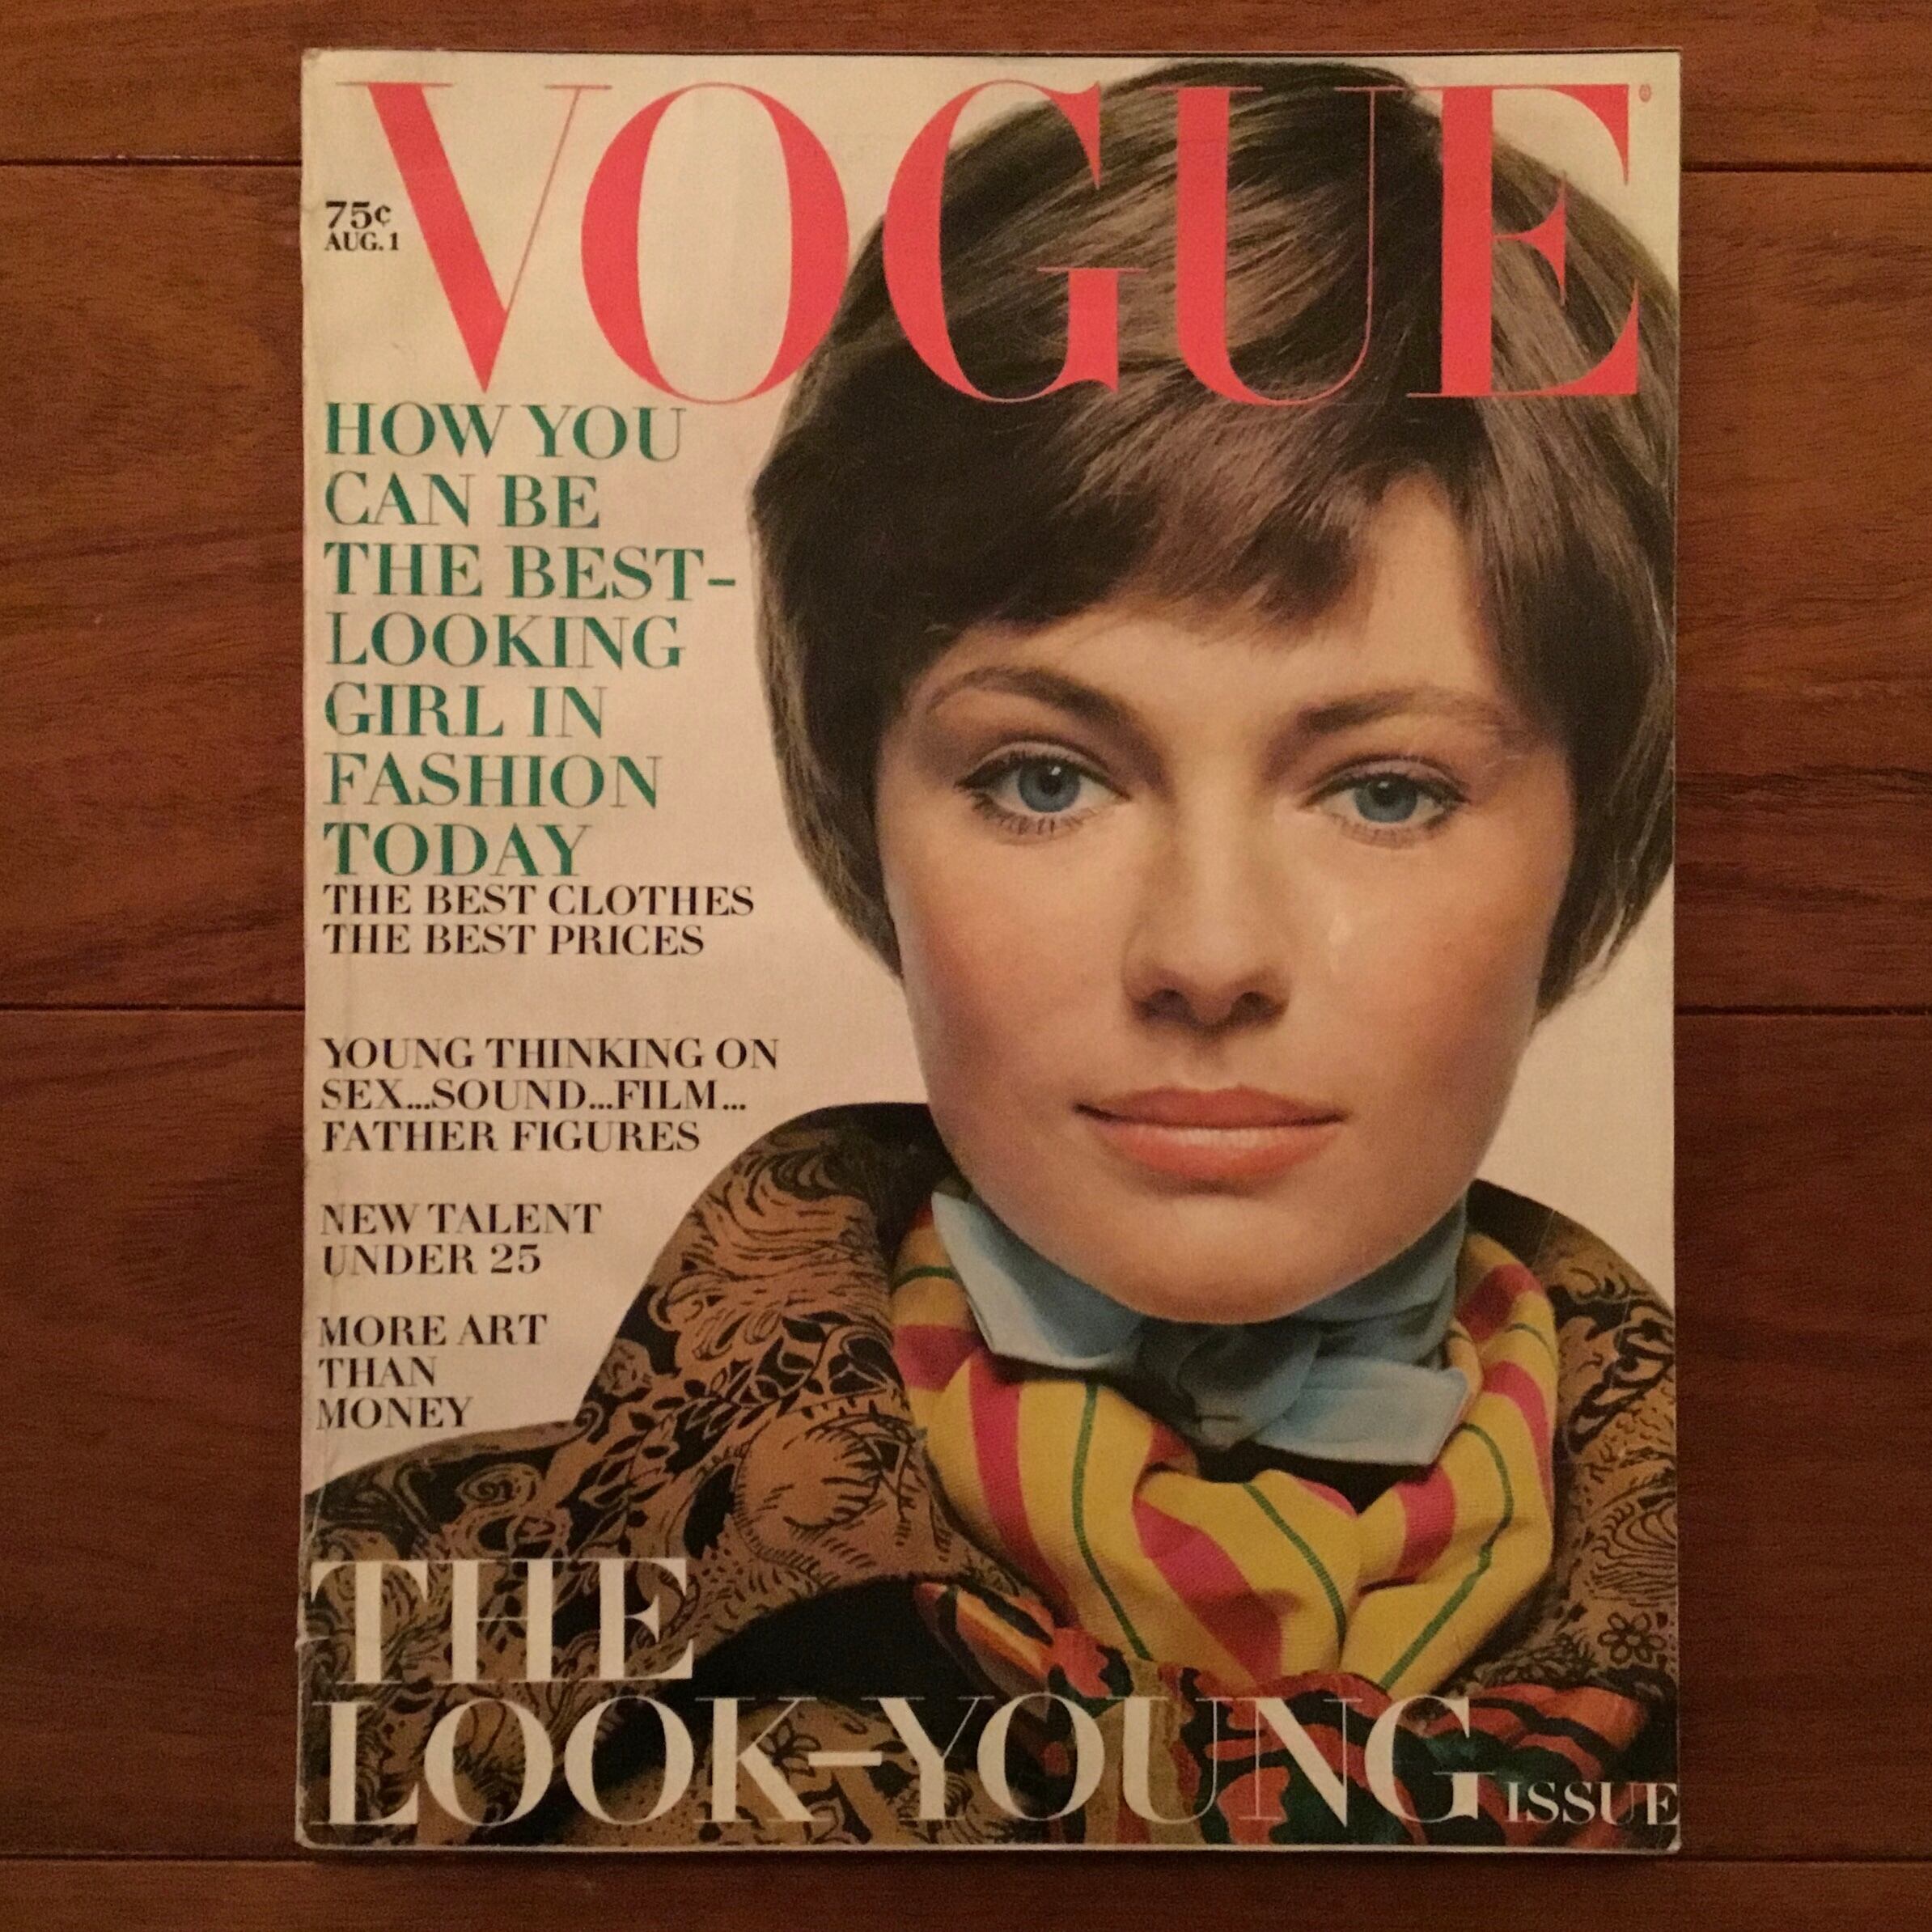 VOGUE
75¢
AUG. 1
HOW YOU
CAN BE
THE BEST-
LOOKING
GIRL IN
FASHION
TODAY
THE BEST CLOTHES
THE BEST PRICES
YOUNG THINKING ON
SEX...SOUND...FILM...
FATHER FIGURES
NEW TALENT
UNDER 25
MORE ART
THAN
MONEY
THE
LOOK-YOUNG ISSUE